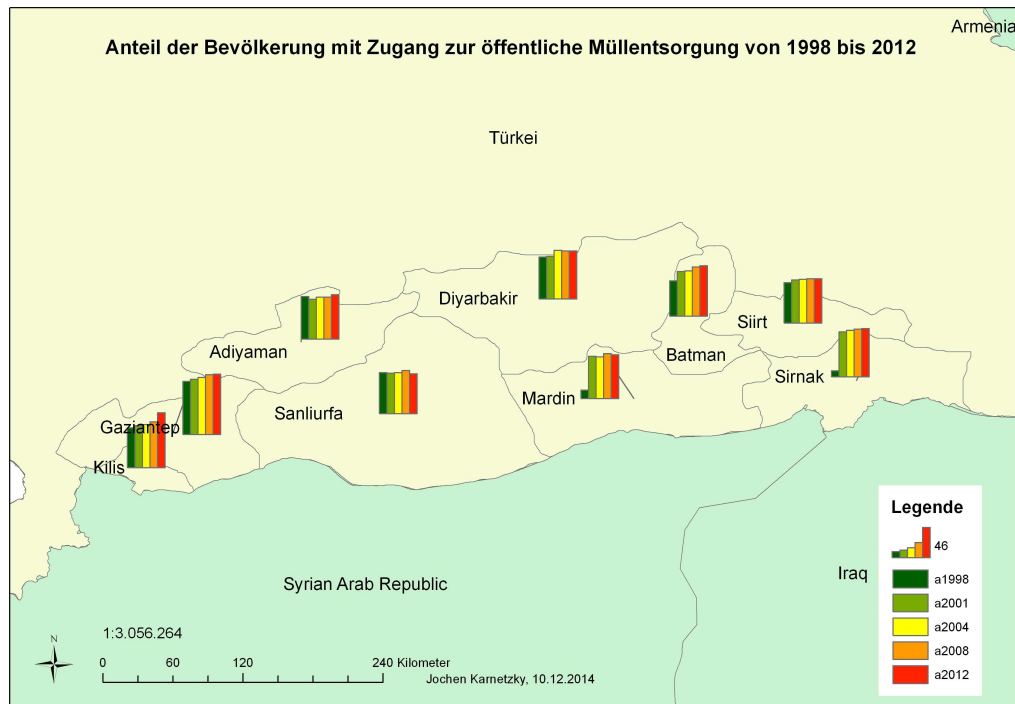 Armenia
Anteil der Bevölkerung mit Zugang zur öffentliche Müllentsorgung von 1998 bis 2012
Türkei
Diyarbakir
Siirt
Adiyaman
Batman
Sirnak
Mardin
Sanliurfa
Gaziantep
Kilis
Legende
46
a1998
a2001
a2004
a2008
a2012
Syrian Arab Republic
Iraq
N
1:3.056.264
0 60 120 240 Kilometer
Jochen Karnetzky, 10.12.2014